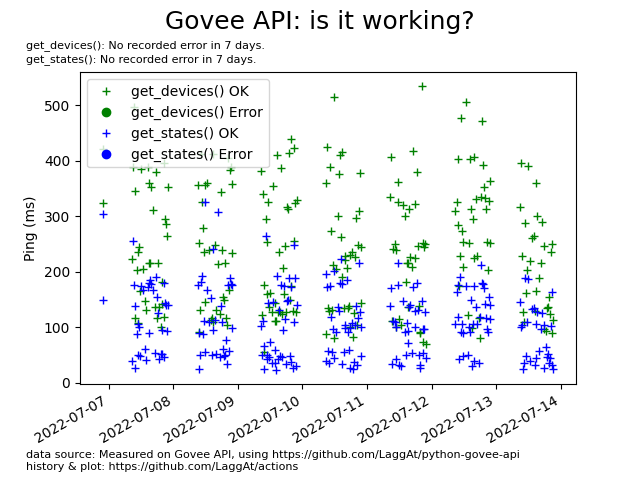 Govee API: is it working?
get_devices(): No recorded error in 7 days.
get_states(): No recorded error in 7 days.
get_devices() OK
get_devices() Error
get_states() OK
get_states() Error
Ping (ms)
500
400
300
200
100
0
2022-07-07
2022-07-08
2022-07-09
2022-07-10
2022-07-11
2022-07-12
2022-07-13
2022-07-14
data source: Measured on Govee API, using https://github.com/LaggAt/python-govee-api
history & plot: https://github.com/LaggAt/actions